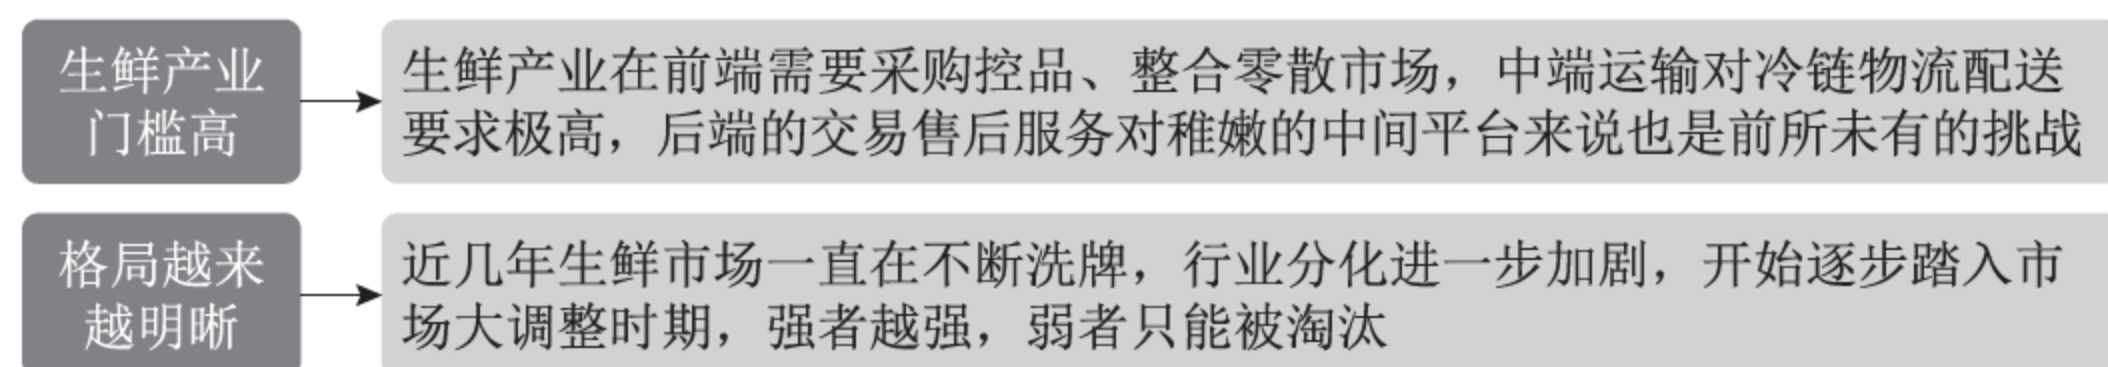 生鲜产业
门槛高
生鲜产业在前端需要采购控品、整合零散市场，中端运输对冷链物流配送
要求极高，后端的交易售后服务对稚嫩的中间平台来说也是前所未有的挑战
格局越来
越明晰
近几年生鲜市场一直在不断洗牌，行业分化进一步加剧，开始逐步踏入市
场大调整时期，强者越强，弱者只能被淘汰